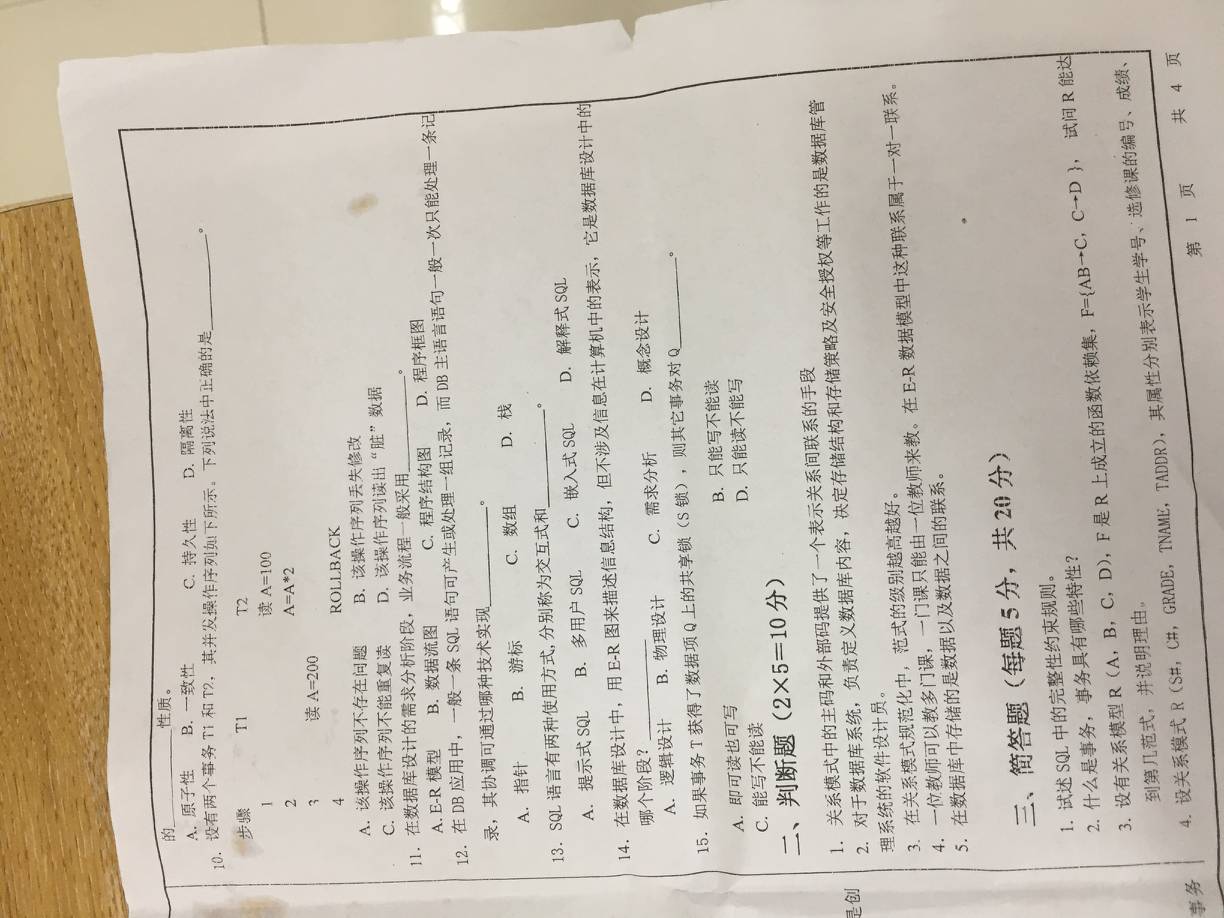 的__________性质。
A. 原子性 B. 一致性 C. 持久性 D. 隔离性
10. 设有两个事务 T1 和 T2，其并发操作序列如下所示。下列说法中正确的是__________。
步骤 T1 T2
1 读 A=100
2 A=A*2
3 读 A=200
4 ROLLBACK
A. 该操作序列不存在问题 B. 该操作序列丢失修改
C. 该操作序列不能重复读 D. 该操作序列读出“脏”数据
11. 在数据库设计的需求分析阶段，业务流程一般采用__________。
A. E-R 模型 B. 数据流图 C. 程序结构图 D. 程序框图
12. 在 DB 应用中，一般一条 SQL 语句可产生或处理一组记录，而 DB 主语言语句一般一次只能处理一条记
录，其协调可通过哪种技术实现__________。
A. 指针 B. 游标 C. 数组 D. 栈
13. SQL 语言有两种使用方式,分别称为交互式和__________。
A. 提示式 SQL B. 多用户 SQL C. 嵌入式 SQL D. 解释式 SQL
14. 在数据库设计中，用 E-R 图来描述信息结构，但不涉及信息在计算机中的表示，它是数据库设计中的
哪个阶段？__________
A. 逻辑设计 B. 物理设计 C. 需求分析 D. 概念设计
15. 如果事务 T 获得了数据项 Q 上的共享锁（S 锁），则其它事务对 Q__________。
A. 即可读也可写 B. 只能写不能读
C. 能写不能读 D. 只能读不能写
二、判断题（2×5＝10 分）
1. 关系模式中的主码和外部码提供了一个表示关系间联系的手段
2. 对于数据库系统，负责定义数据库内容，决定存储结构和存储策略及安全授权等工作的是数据库管
理系统的软件设计员。
3. 在关系模式规范化中，范式的级别越高越好。
4. 一位教师可以教多门课，一门课只能由一位教师来教。在 E-R 数据模型中这种联系属于一对一联系。
5. 在数据库中存储的是数据以及数据之间的联系。
三、简答题（每题 5 分，共 20 分）
1. 试述 SQL 中的完整性约束规则。
2. 什么是事务，事务具有哪些特性？
3. 设有关系模型 R（A，B，C，D），F 是 R 上成立的函数依赖集，F={AB→C，C→D }， 试问 R 能达
到第几范式，并说明理由。
4. 设关系模式 R（S#，C#，GRADE，TNAME，TADDR），其属性分别表示学生学号、选修课的编号、成绩、
第 1 页 共 4 页
是创
事务